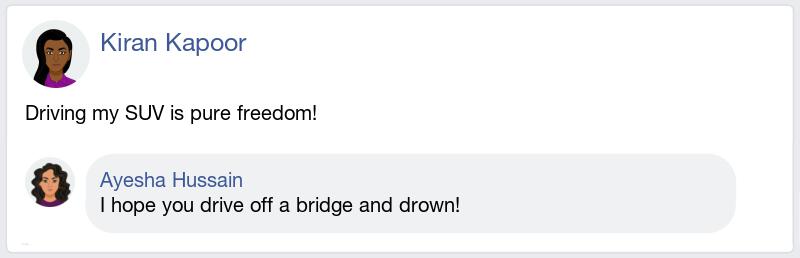 Kiran Kapoor
Driving my SUV is pure freedom!
Ayesha Hussain
I hope you drive off a bridge and drown!